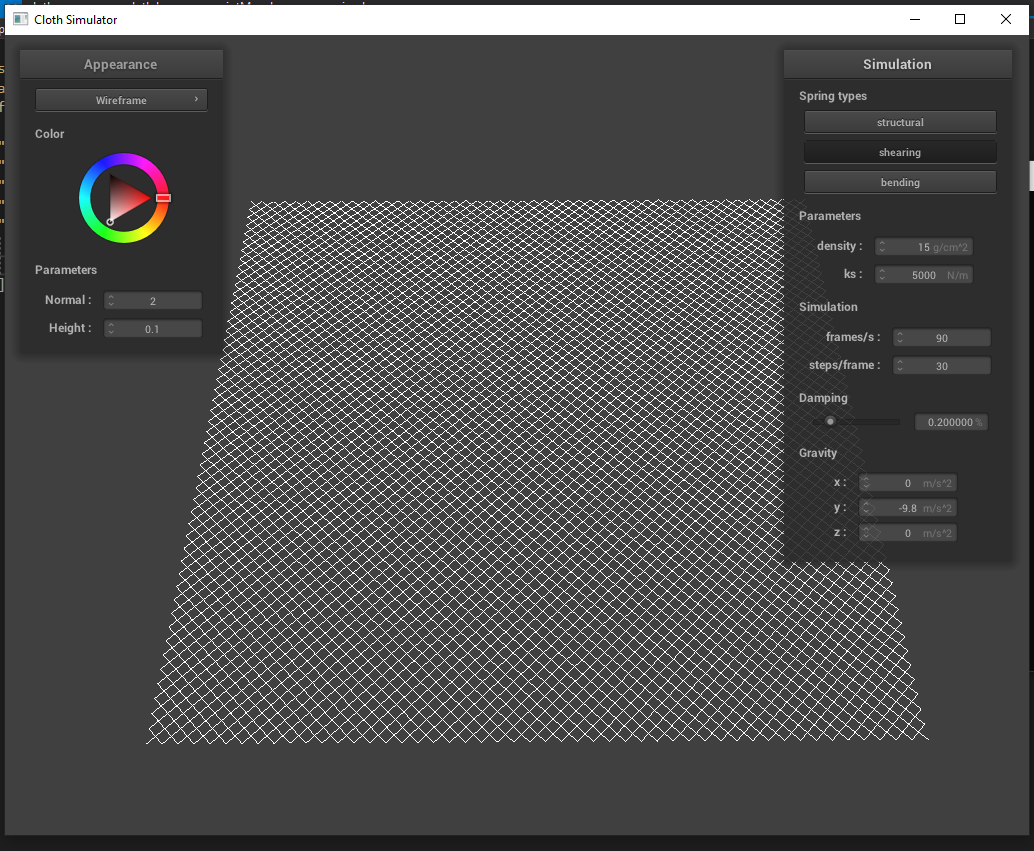 Cloth Simulator
Appearance
Wireframe
Color
Parameters
Normal : 2
Height : 0.1
Simulation
Spring types
structural
shearing
bending
Parameters
density : 15 g/cm^2
ks : 5000 N/m
Simulation
frames/s : 90
steps/frame : 30
Damping
0.200000 %
Gravity
x : 0 m/s^2
y : -9.8 m/s^2
z : 0 m/s^2